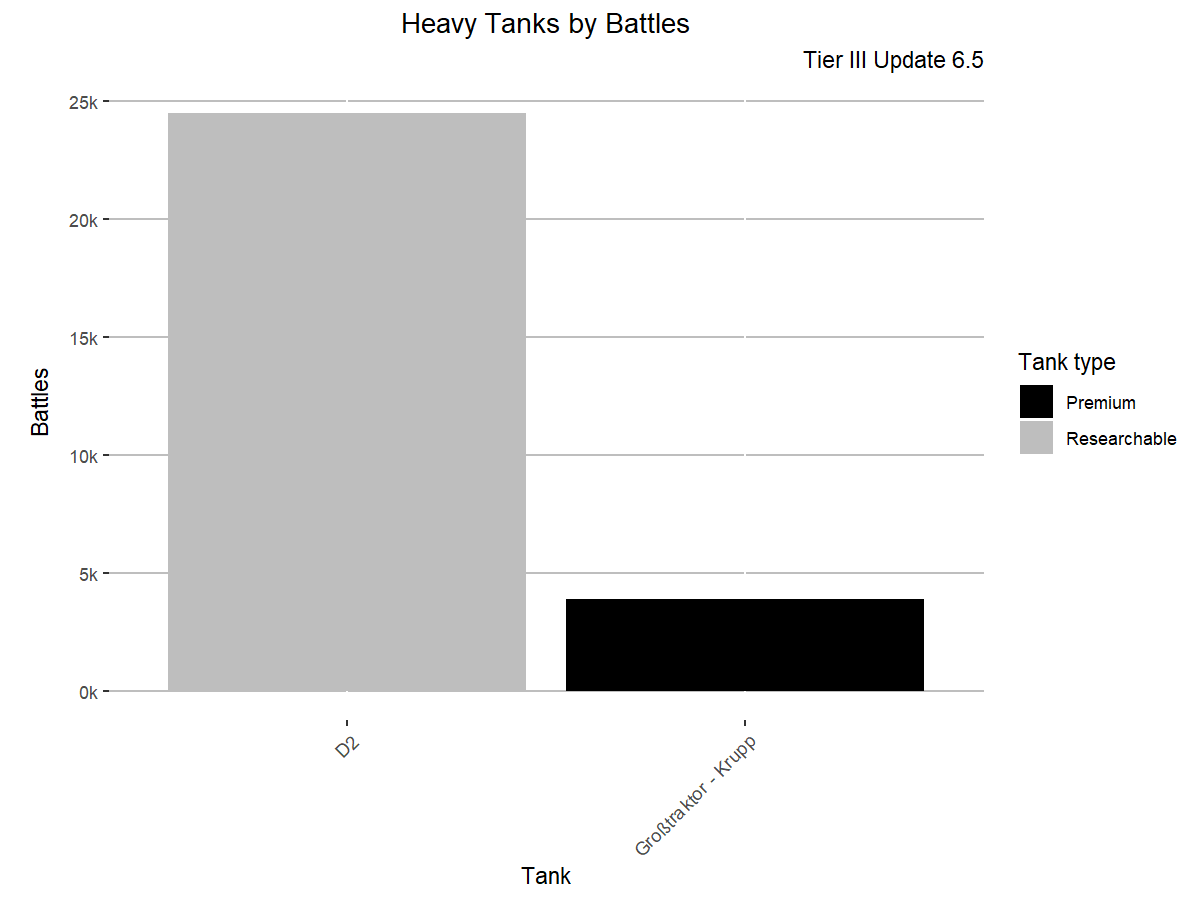 Heavy Tanks by Battles
Tier III Update 6.5
25k
20k
15k
10k
5k
0k
Battles
D2
Großtraktor - Krupp
Tank
Tank type
Premium
Researchable